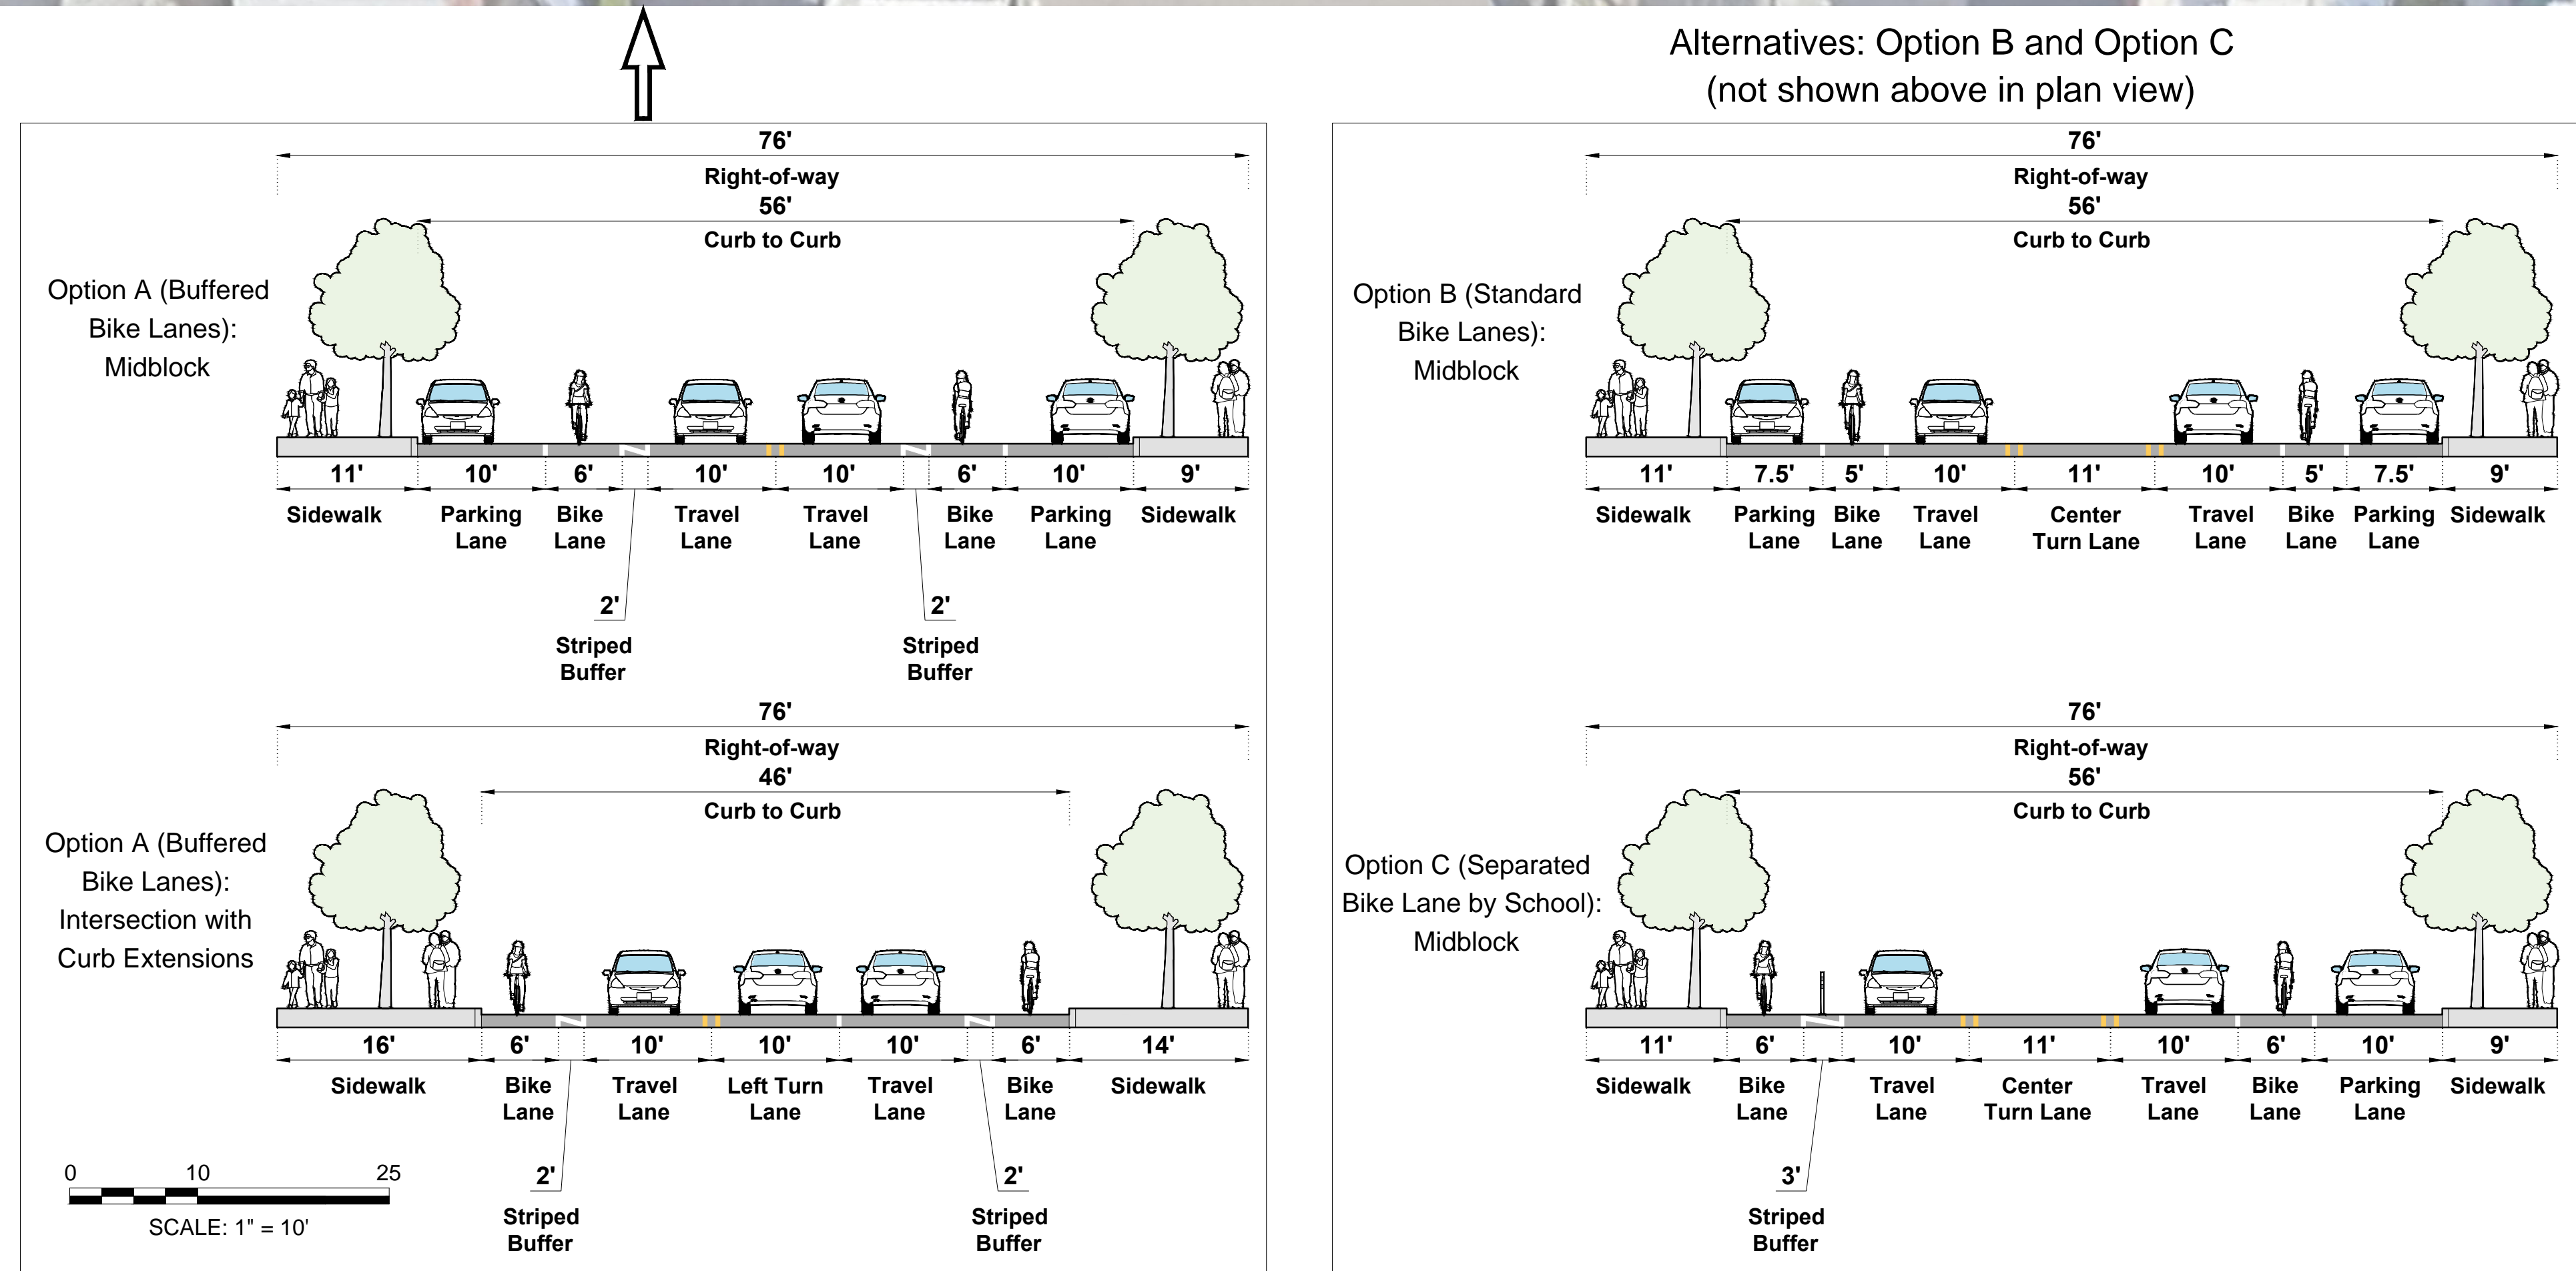 Alternatives: Option B and Option C
(not shown above in plan view)
76'
Right-of-way
56'
Curb to Curb
Option A (Buffered
Bike Lanes):
Midblock
11' 10' 6' 10' 10' 6' 10' 9'
Sidewalk Parking Bike Travel Travel Bike Parking Sidewalk
Lane Lane Lane Lane Lane Lane
2' 2'
Striped Striped
Buffer Buffer
76'
Right-of-way
46'
Curb to Curb
Option A (Buffered
Bike Lanes):
Intersection with
Curb Extensions
16' 6' 10' 10' 10' 6' 14'
Sidewalk Bike Travel Left Turn Travel Bike Sidewalk
Lane Lane Lane Lane Lane
2' 2'
Striped Striped
Buffer Buffer
0 10 25
SCALE: 1" = 10'
76'
Right-of-way
56'
Curb to Curb
Option B (Standard
Bike Lanes):
Midblock
11' 7.5' 5' 10' 11' 10' 5' 7.5' 9'
Sidewalk Parking Bike Travel Center Travel Bike Parking Sidewalk
Lane Lane Lane Turn Lane Lane Lane Lane
76'
Right-of-way
56'
Curb to Curb
Option C (Separated
Bike Lane by School):
Midblock
11' 6' 10' 11' 10' 6' 10' 9'
Sidewalk Bike Travel Center Travel Bike Parking Sidewalk
Lane Lane Turn Lane Lane Lane Lane
3'
Striped
Buffer